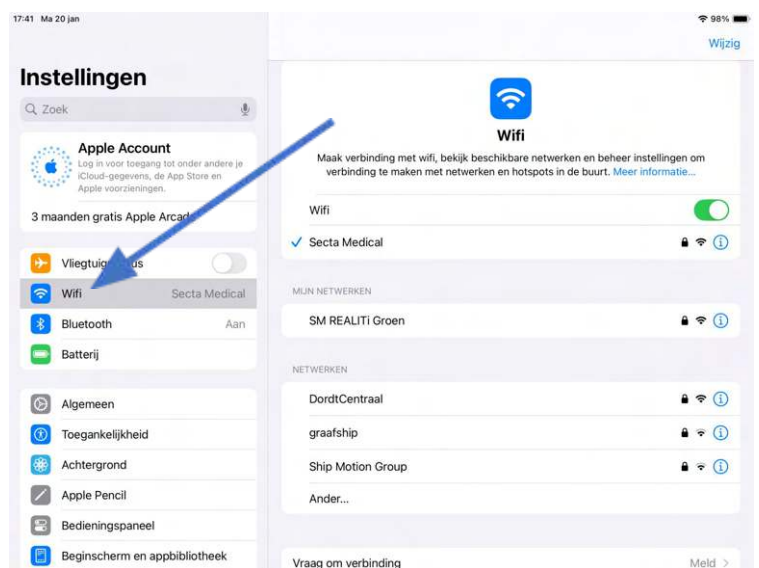 17:41 Ma 20 jan
98%
Wijzig
Instellingen
Zoek
Apple Account
Log in voor toegang tot onder andere je
iCloud-gegevens, de App Store en
Apple voorzieningen.
3 maanden gratis Apple Arcade
Wifi
Secta Medical
Bluetooth
Aan
Batterij
Algemeen
Toegankelijkheid
Achtergrond
Apple Pencil
Bedieningspaneel
Beginscherm en appbibliotheek
Wifi
Maak verbinding met wifi, bekijk beschikbare netwerken en beheer instellingen om
verbinding te maken met netwerken en hotspots in de buurt. Meer informatie...
Wifi
Secta Medical
MIJN NETWERKEN
SM REALITi Groen
NETWERKEN
DordtCentraal
graafship
Ship Motion Group
Ander...
Vraag om verbinding
Meld